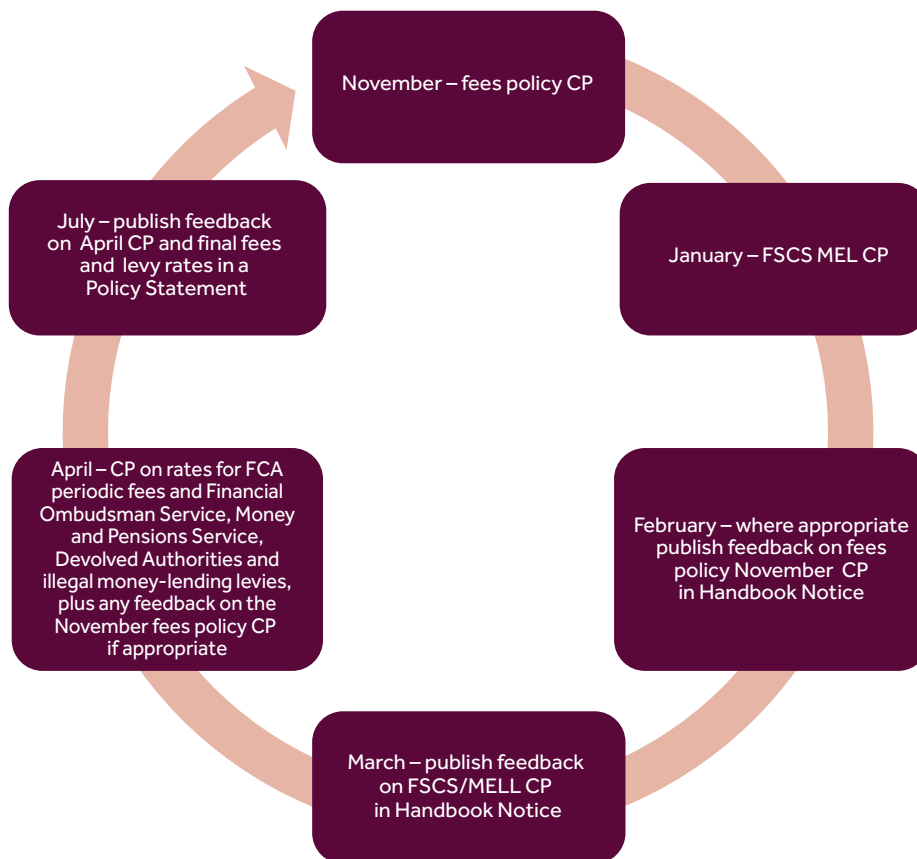 November – fees policy CP
January – FSCS MEL CP
February – where appropriate
publish feedback on fees
policy November CP
in Handbook Notice
March – publish feedback
on FSCS/MELL CP
in Handbook Notice
April – CP on rates for FCA
periodic fees and Financial
Ombudsman Service, Money
and Pensions Service,
Devolved Authorities and
illegal money-lending levies,
plus any feedback on the
November fees policy CP
if appropriate
July – publish feedback
on April CP and final fees
and levy rates in a
Policy Statement